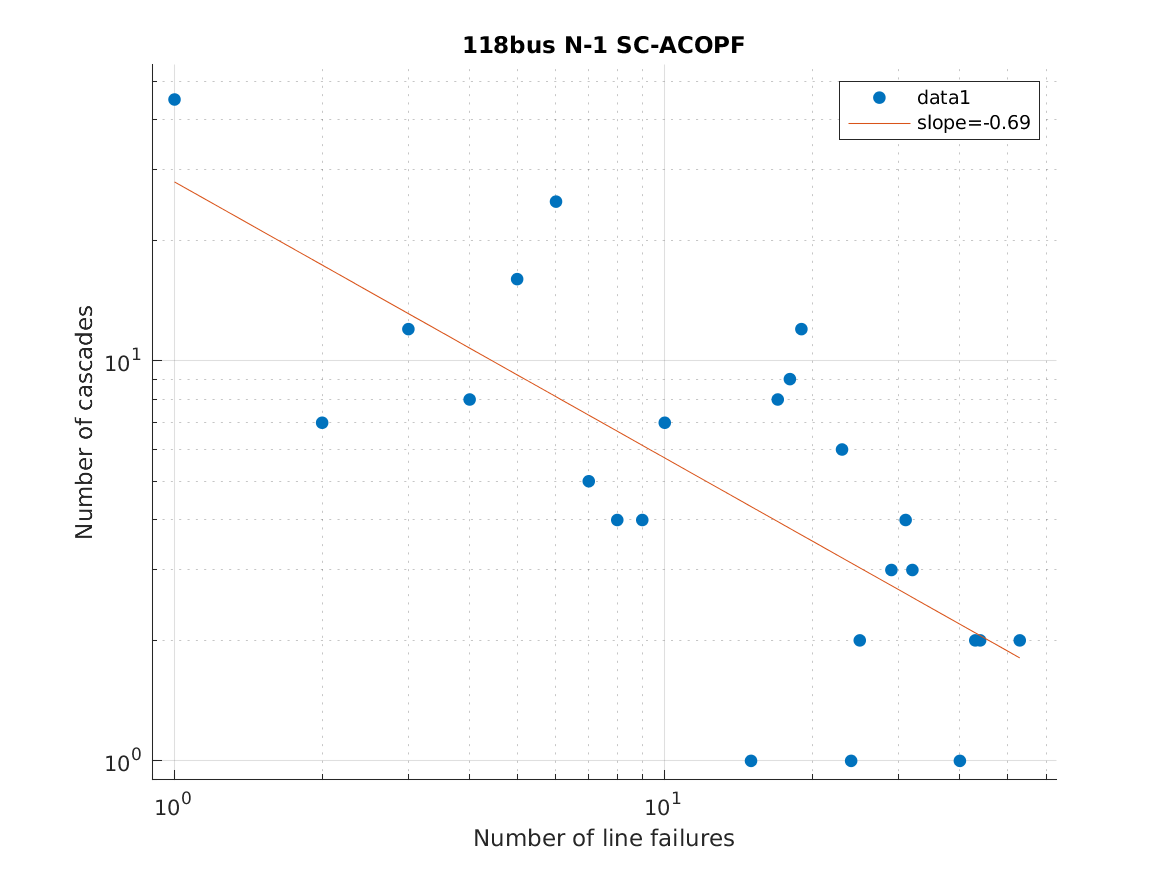 118bus N-1 SC-ACOPF
data1
slope=-0.69
Number of cascades
10^1
10^0
10^0
10^1
Number of line failures